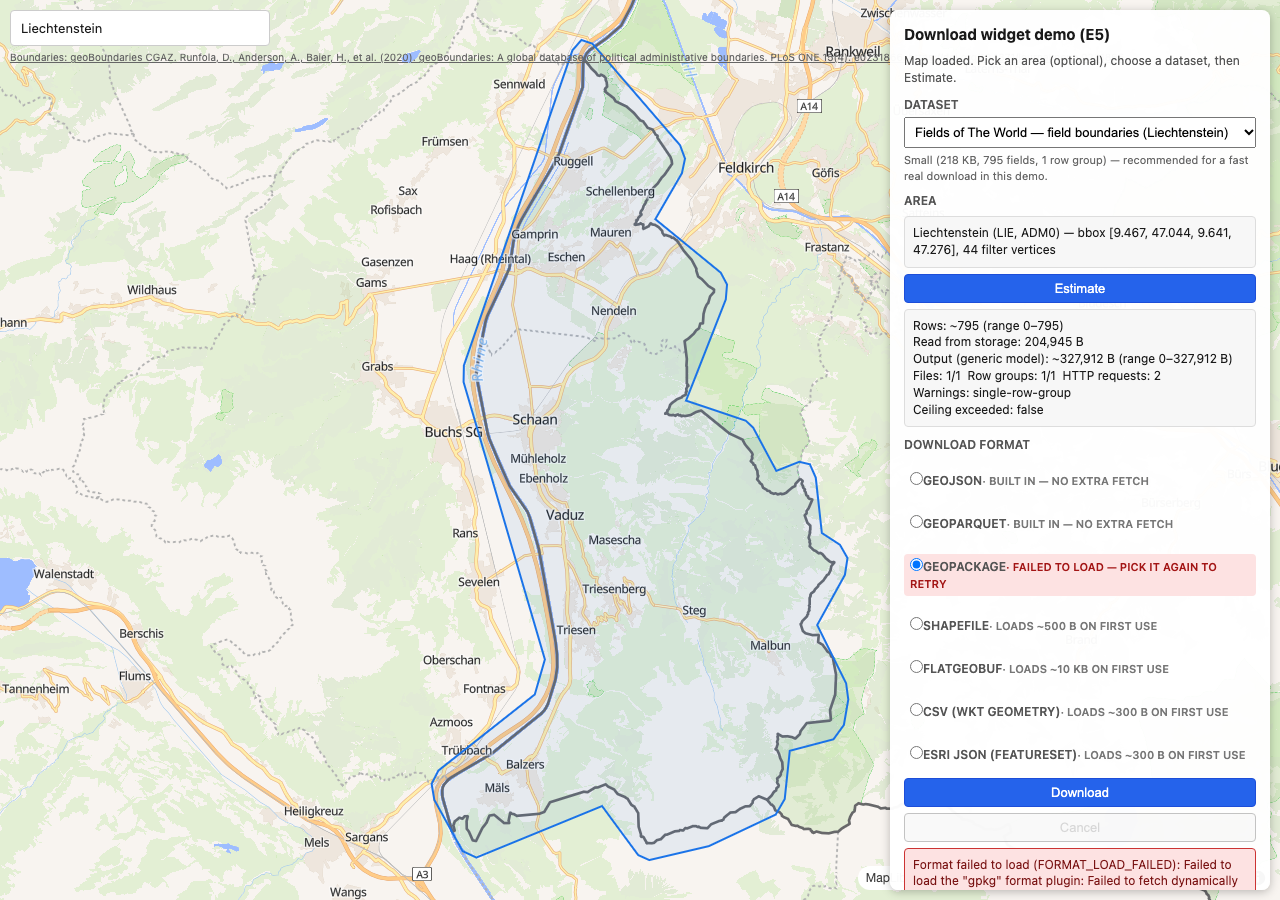 Liechtenstein
Boundaries: geoBoundaries CGAZ. Runfola, D., Anderson, A., Baier, H., et al. (2020). geoBoundaries: A global database of political administrative boundaries. PLoS ONE 15(4): e02318
Zwisch
Rankweil
Sennwald
A14
Frümsen
Ruggell
Feldkirch
Göfis
Sax
Schellenberg
A14
Rofisbach
Gamprin
Mauren
Frastanz
Haag (Rheintal)
Eschen
Gasenzen
Gams
Wildhaus
Nendeln
hann
Rhine
Grabs
Schaan
Buchs SG
Mühleholz
Ebenholz
Vaduz
Rans
Masescha
Walenstadt
Sevelen
Triesenberg
Steg
Berschis
Triesen
Malbun
Oberschan
Flums
Tannenheim
Fontnas
Azmoos
Trübbach
Balzers
Mäls
Heiligkreuz
Sargans
Mels
A3
Wangs
Map
Download widget demo (E5)
Map loaded. Pick an area (optional), choose a dataset, then
Estimate.
DATASET
Fields of The World — field boundaries (Liechtenstein)
Small (218 KB, 795 fields, 1 row group) — recommended for a fast
real download in this demo.
AREA
Liechtenstein (LIE, ADM0) — bbox [9.467, 47.044, 9.641,
47.276], 44 filter vertices
Estimate
Rows: ~795 (range 0–795)
Read from storage: 204,945 B
Output (generic model): ~327,912 B (range 0–327,912 B)
Files: 1/1 Row groups: 1/1 HTTP requests: 2
Warnings: single-row-group
Ceiling exceeded: false
DOWNLOAD FORMAT
GEOJSON· BUILT IN — NO EXTRA FETCH
GEOPARQUET· BUILT IN — NO EXTRA FETCH
GEOPACKAGE· FAILED TO LOAD — PICK IT AGAIN TO
RETRY
SHAPEFILE· LOADS ~500 B ON FIRST USE
FLATGEOBUF· LOADS ~10 KB ON FIRST USE
CSV (WKT GEOMETRY)· LOADS ~300 B ON FIRST USE
ESRI JSON (FEATURESET)· LOADS ~300 B ON FIRST USE
Download
Cancel
Format failed to load (FORMAT_LOAD_FAILED): Failed to
load the "gpkg" format plugin: Failed to fetch dynamically